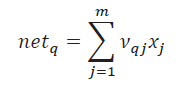 net_q = \sum_{j=1}^{m} v_{qj} x_j